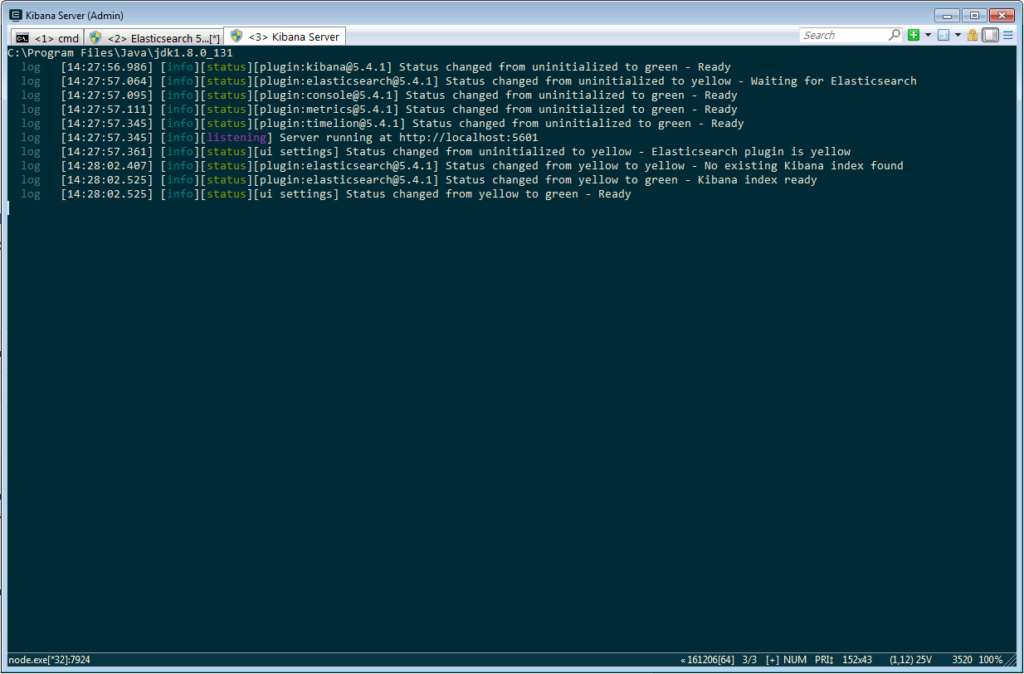 Kibana Server (Admin)
<1> cmd
<2> Elasticsearch 5...[*]
<3> Kibana Server
Search
C:\Program Files\Java\jdk1.8.0_131
log [14:27:56.986] [info][status][plugin:kibana@5.4.1] Status changed from uninitialized to green - Ready
log [14:27:57.064] [info][status][plugin:elasticsearch@5.4.1] Status changed from uninitialized to yellow - Waiting for Elasticsearch
log [14:27:57.095] [info][status][plugin:console@5.4.1] Status changed from uninitialized to green - Ready
log [14:27:57.111] [info][status][plugin:metrics@5.4.1] Status changed from uninitialized to green - Ready
log [14:27:57.345] [info][status][plugin:timelion@5.4.1] Status changed from uninitialized to green - Ready
log [14:27:57.345] [info][listening] Server running at http://localhost:5601
log [14:27:57.361] [info][status][ui settings] Status changed from uninitialized to yellow - Elasticsearch plugin is yellow
log [14:28:02.407] [info][status][plugin:elasticsearch@5.4.1] Status changed from yellow to yellow - No existing Kibana index found
log [14:28:02.525] [info][status][plugin:elasticsearch@5.4.1] Status changed from yellow to green - Kibana index ready
log [14:28:02.525] [info][status][ui settings] Status changed from yellow to green - Ready
node.exe[*32]:7924
«161206[64] 3/3 [+] NUM PRI↕ 152x43 (1,12) 25V 3520 100%